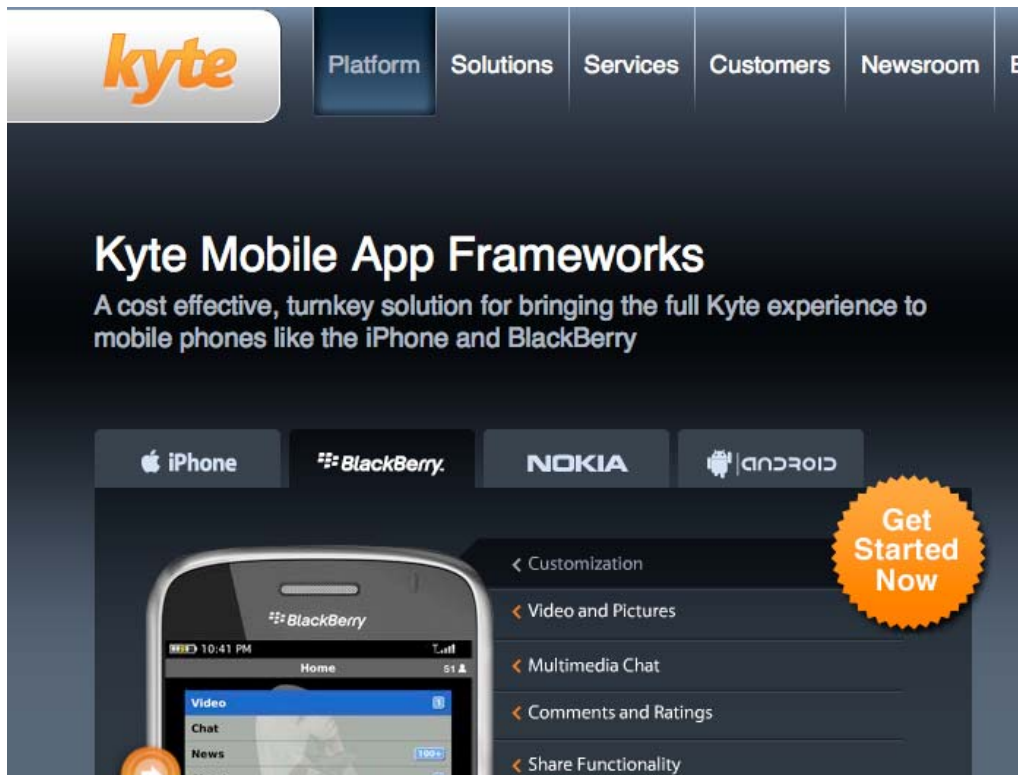 kyte
Platform
Solutions
Services
Customers
Newsroom
Kyte Mobile App Frameworks
A cost effective, turnkey solution for bringing the full Kyte experience to
mobile phones like the iPhone and BlackBerry
iPhone
BlackBerry.
NOKIA
ANDROID
Get
Started
Now
Customization
Video and Pictures
Multimedia Chat
Comments and Ratings
Share Functionality
BlackBerry
10:41 PM
Home
51
Video
1
Chat
News
100+